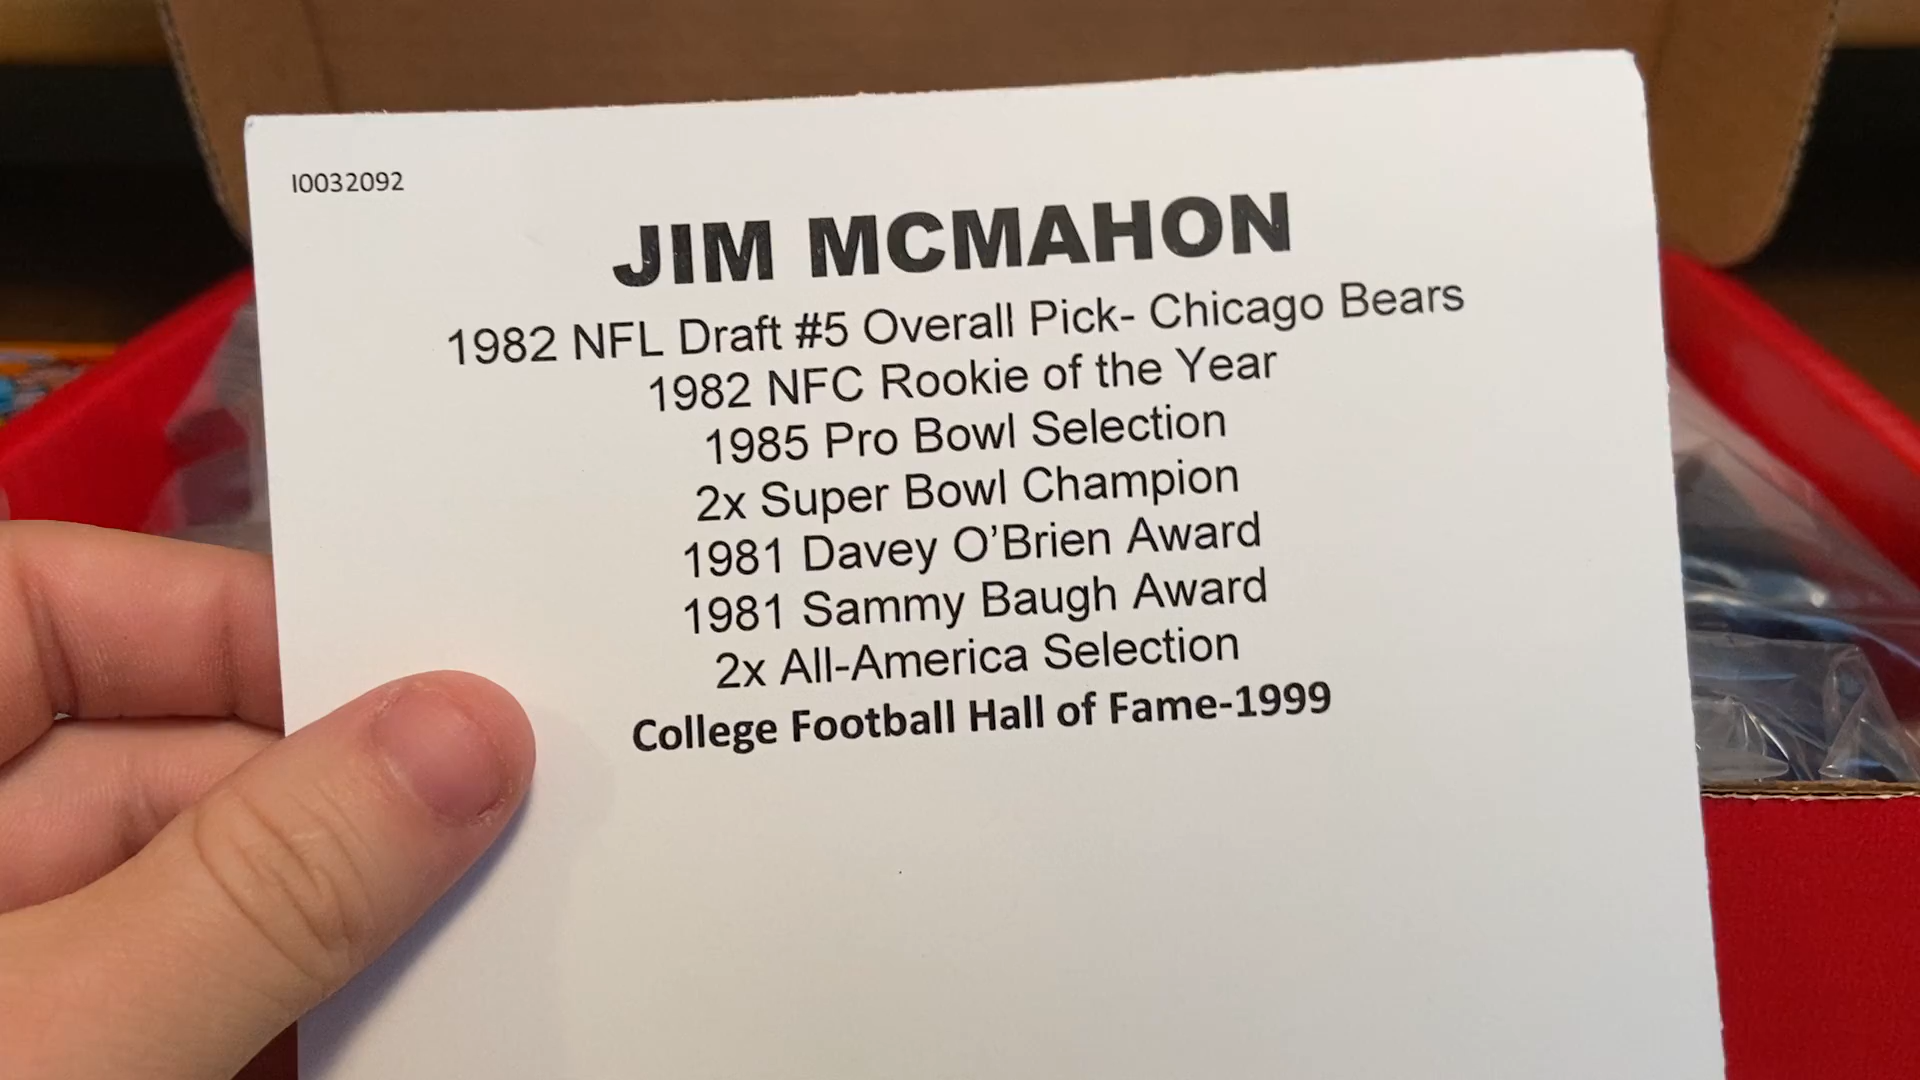 I0032092
JIM MCMAHON
1982 NFL Draft #5 Overall Pick- Chicago Bears
1982 NFC Rookie of the Year
1985 Pro Bowl Selection
2x Super Bowl Champion
1981 Davey O’Brien Award
1981 Sammy Baugh Award
2x All-America Selection
College Football Hall of Fame-1999